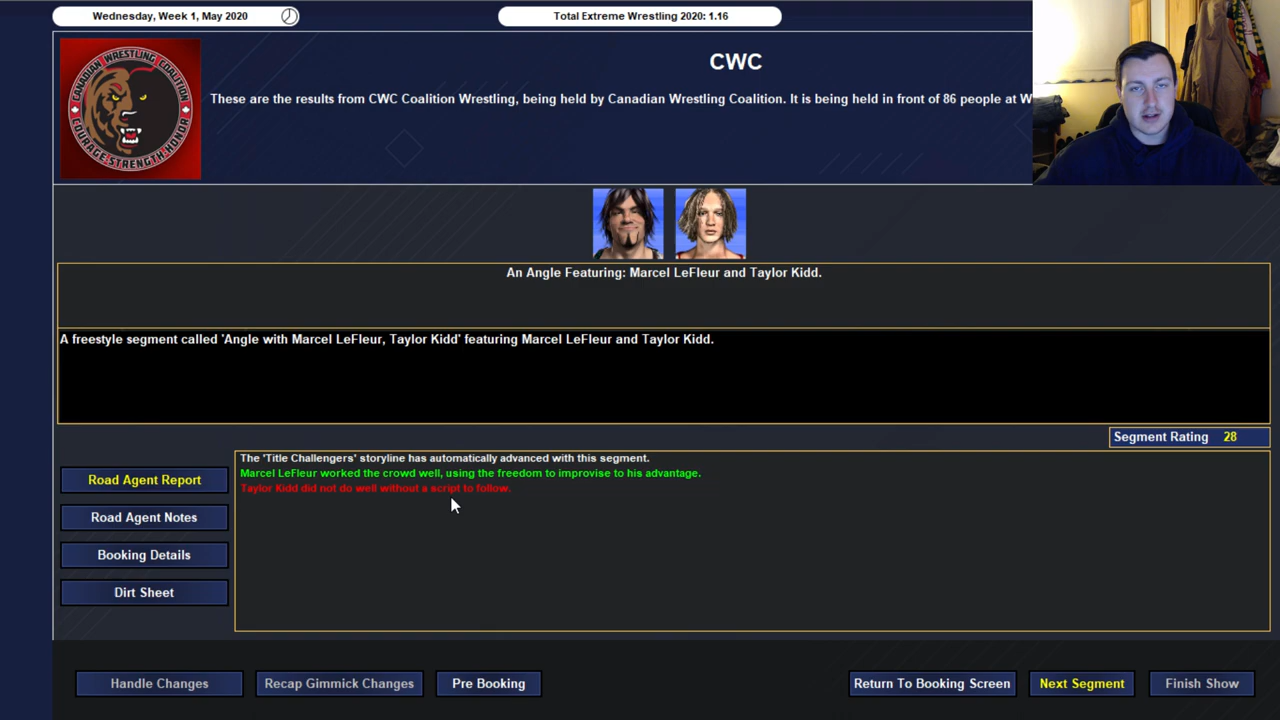 Wednesday, Week 1, May 2020
Total Extreme Wrestling 2020: 1.16
CANADIAN WRESTLING COALITION
COURAGE STRENGTH HONOR
CWC
These are the results from CWC Coalition Wrestling, being held by Canadian Wrestling Coalition. It is being held in front of 86 people at
An Angle Featuring: Marcel LeFleur and Taylor Kidd.
A freestyle segment called 'Angle with Marcel LeFleur, Taylor Kidd' featuring Marcel LeFleur and Taylor Kidd.
Segment Rating 28
The 'Title Challengers' storyline has automatically advanced with this segment.
Marcel LeFleur worked the crowd well, using the freedom to improvise to his advantage.
Taylor Kidd did not do well without a script to follow.
Road Agent Report
Road Agent Notes
Booking Details
Dirt Sheet
Handle Changes
Recap Gimmick Changes
Pre Booking
Return To Booking Screen
Next Segment
Finish Show